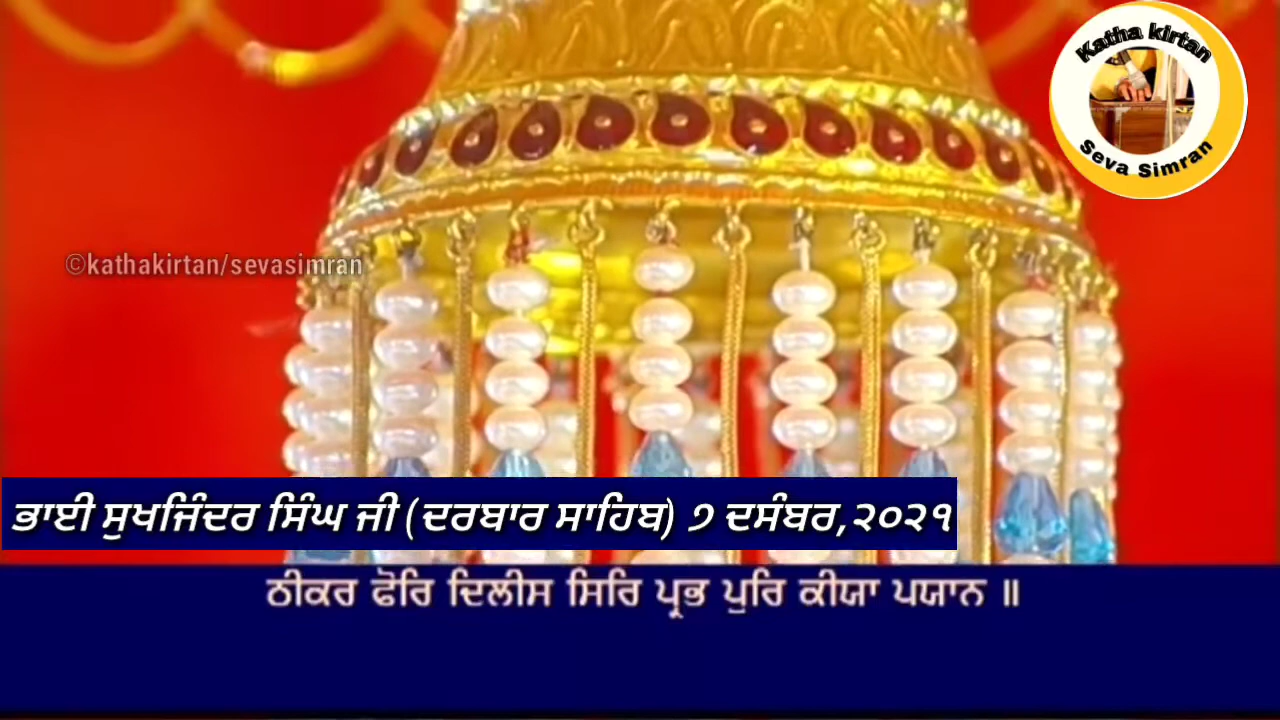 Katha kirtan
Seva Simran
©kathakirtan/sevasimran
ਭਾਈ ਸੁਖਜਿੰਦਰ ਸਿੰਘ ਜੀ (ਦਰਬਾਰ ਸਾਹਿਬ) ੭ ਦਸੰਬਰ,੨੦੨੧
ਠੀਕਰ ਫੋਰਿ ਦਿਲੀਸ ਸਿਰਿ ਪ੍ਰਭ ਪੁਰਿ ਕੀਯਾ ਪਯਾਨ ॥